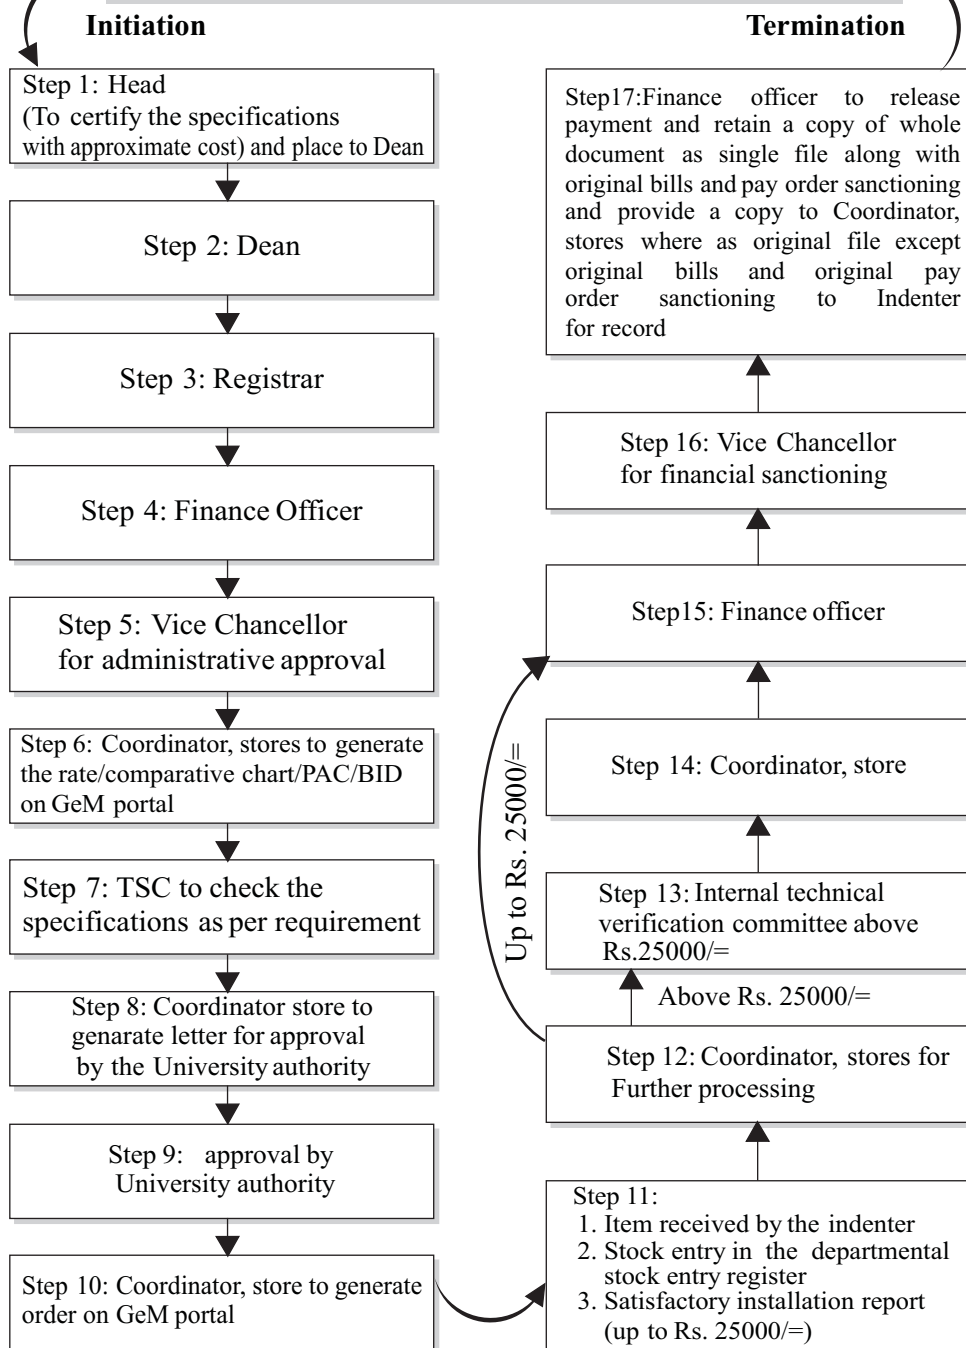 Initiation
Step 1: Head
(To certify the specifications
with approximate cost) and place to Dean
Step 2: Dean
Step 3: Registrar
Step 4: Finance Officer
Step 5: Vice Chancellor
for administrative approval
Step 6: Coordinator, stores to generate
the rate/comparative chart/PAC/BID
on GeM portal
Step 7: TSC to check the
specifications as per requirement
Step 8: Coordinator store to
genarate letter for approval
by the University authority
Step 9: approval by
University authority
Step 10: Coordinator, store to generate
order on GeM portal
Termination
Step17:Finance officer to release
payment and retain a copy of whole
document as single file along with
original bills and pay order sanctioning
and provide a copy to Coordinator,
stores where as original file except
original bills and original pay
order sanctioning to Indenter
for record
Step 16: Vice Chancellor
for financial sanctioning
Step15: Finance officer
Step 14: Coordinator, store
Up to Rs. 25000/=
Step 13: Internal technical
verification committee above
Rs.25000/=
Above Rs. 25000/=
Step 12: Coordinator, stores for
Further processing
Step 11:
1. Item received by the indenter
2. Stock entry in the departmental
stock entry register
3. Satisfactory installation report
(up to Rs. 25000/=)